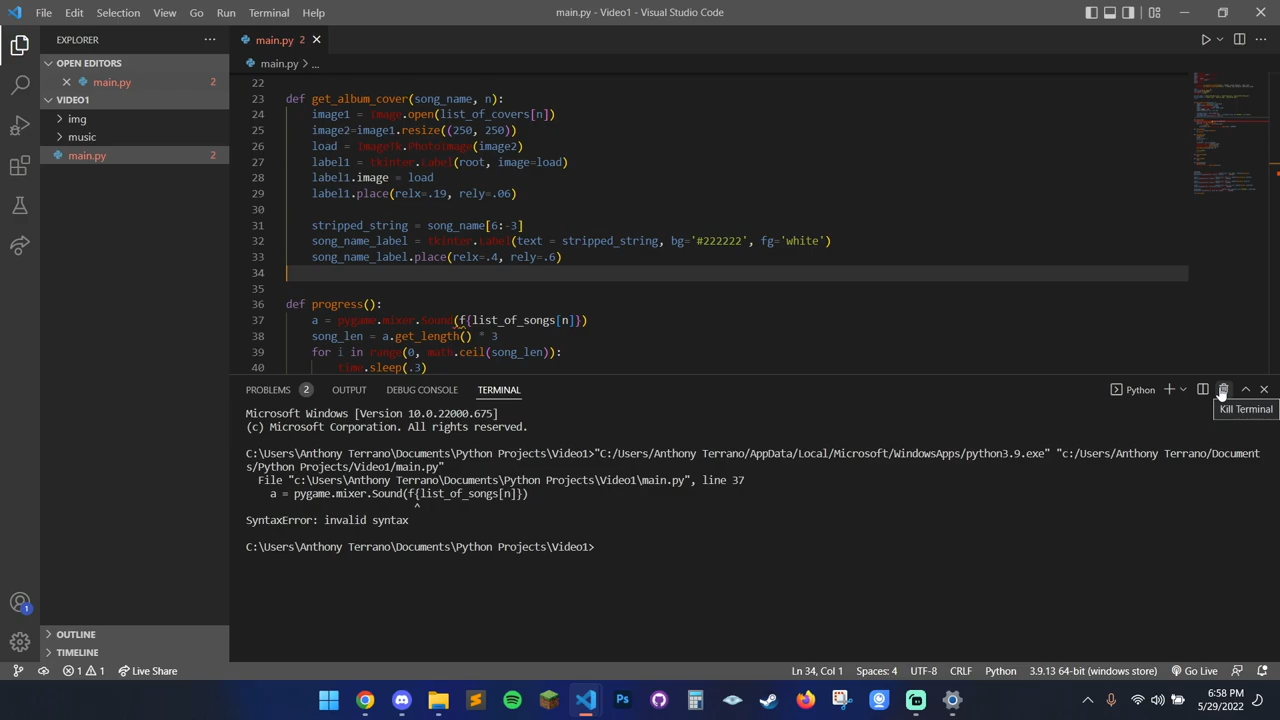 File Edit Selection View Go Run Terminal Help
main.py - Video1 - Visual Studio Code
EXPLORER
main.py 2
OPEN EDITORS
main.py 2
main.py > ...
VIDEO1
img
music
main.py 2
22
23 def get_album_cover(song_name, n):
24 image1 = Image.open(list_of_covers[n])
25 image2=image1.resize((250, 250))
26 load = ImageTk.PhotoImage(image2)
27 label1 = tkinter.Label(root, image=load)
28 label1.image = load
29 label1.place(relx=.19, rely=.06)
30
31 stripped_string = song_name[6:-3]
32 song_name_label = tkinter.Label(text = stripped_string, bg='#222222', fg='white')
33 song_name_label.place(relx=.4, rely=.6)
34
35
36 def progress():
37 a = pygame.mixer.Sound(f{list_of_songs[n]})
38 song_len = a.get_length() * 3
39 for i in range(0, math.ceil(song_len)):
40 time.sleep(.3)
PROBLEMS 2 OUTPUT DEBUG CONSOLE TERMINAL
Python
Kill Terminal
Microsoft Windows [Version 10.0.22000.675]
(c) Microsoft Corporation. All rights reserved.
C:\Users\Anthony Terrano\Documents\Python Projects\Video1>"C:/Users/Anthony Terrano/AppData/Local/Microsoft/WindowsApps/python3.9.exe" "c:/Users/Anthony Terrano/Document
s/Python Projects/Video1/main.py"
File "c:\Users\Anthony Terrano\Documents\Python Projects\Video1\main.py", line 37
a = pygame.mixer.Sound(f{list_of_songs[n]})
^
SyntaxError: invalid syntax
C:\Users\Anthony Terrano\Documents\Python Projects\Video1>
1
OUTLINE
TIMELINE
1 1 Live Share
Ln 34, Col 1 Spaces: 4 UTF-8 CRLF Python 3.9.13 64-bit (windows store) Go Live
Ps
6:58 PM
5/29/2022